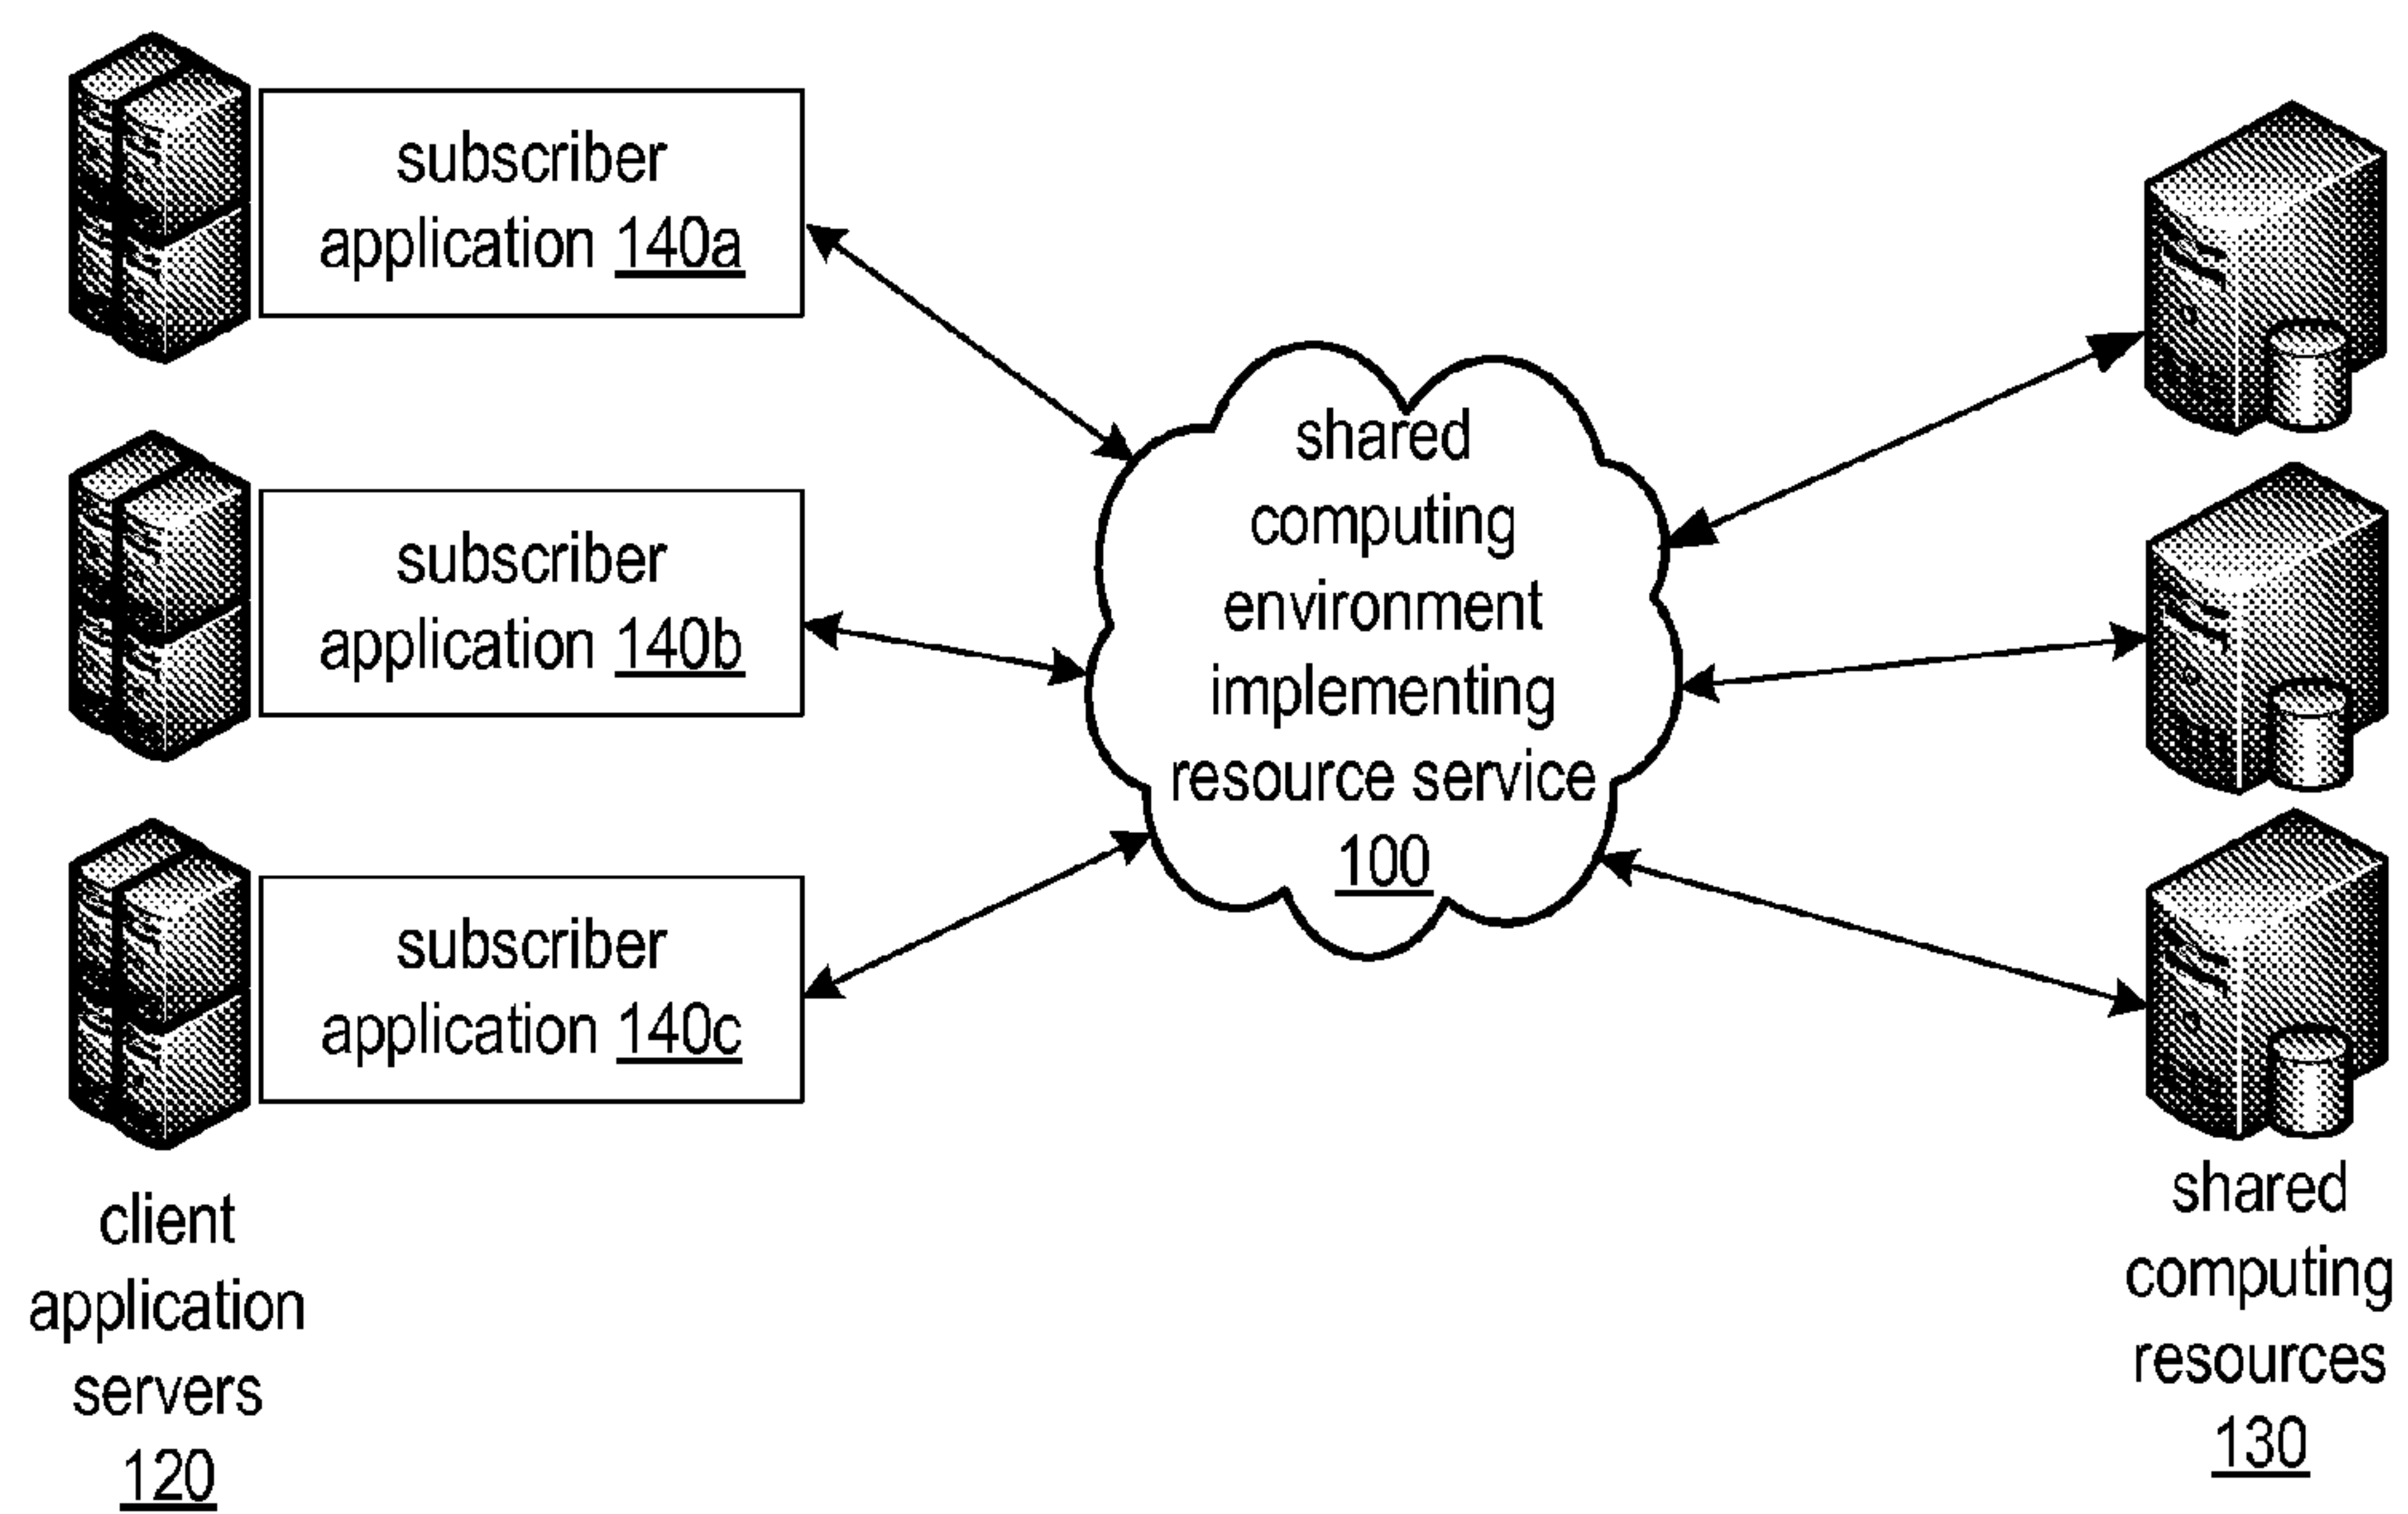 subscriber
application 140a
subscriber
application 140b
subscriber
application 140c
shared
computing
environment
implementing
resource service
100
client
application
servers
120
shared
computing
resources
130